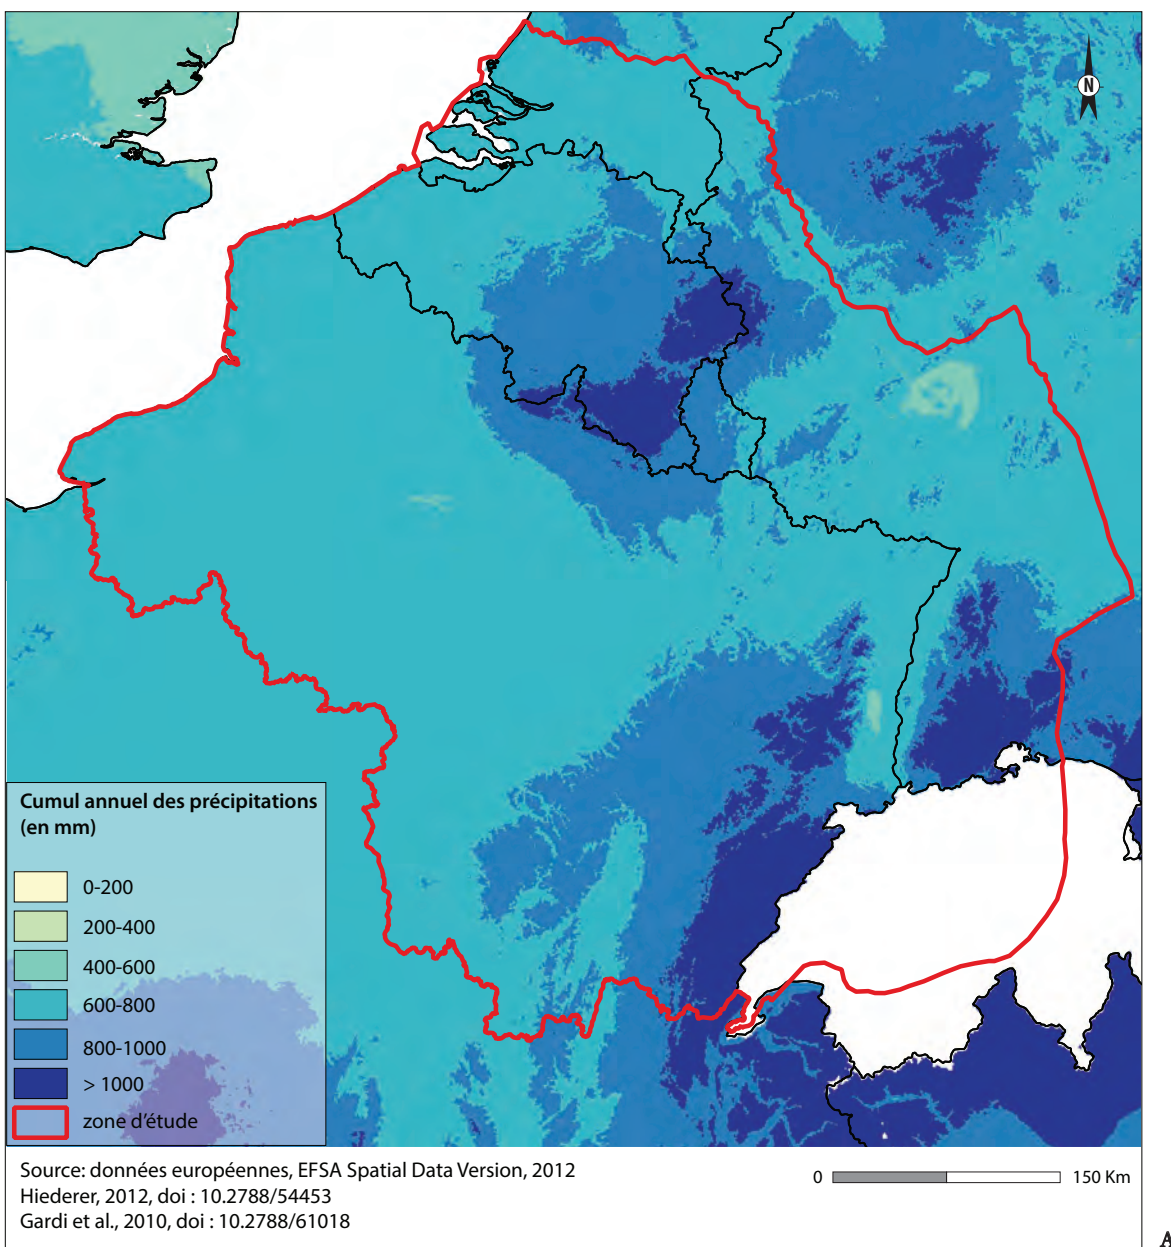 N
Cumul annuel des précipitations
(en mm)
0-200
200-400
400-600
600-800
800-1000
> 1000
zone d'étude
Source: données européennes, EFSA Spatial Data Version, 2012
Hiederer, 2012, doi : 10.2788/54453
Gardi et al., 2010, doi : 10.2788/61018
0 150 Km
A